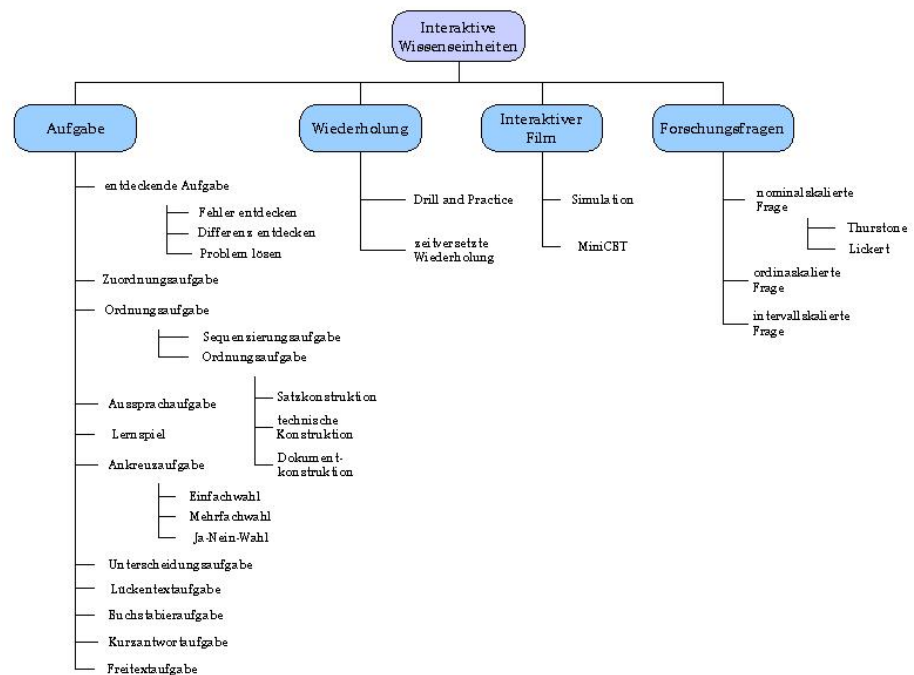 Interaktive
Wissenseinheiten
Aufgabe
Wiederholung
Interaktiver
Film
Forschungsfragen
entdeckende Aufgabe
Fehler entdecken
Differenz entdecken
Problem lösen
Zuordnungsaufgabe
Ordnungsaufgabe
Sequenzierungsaufgabe
Ordnungsaufgabe
Satzkonstruktion
technische
Konstruktion
Dokument-
konstruktion
Aussprachaufgabe
Lernspiel
Ankreuzaufgabe
Einfachwahl
Mehrfachwahl
Ja-Nein-Wahl
Unterscheidungsaufgabe
Lückentextaufgabe
Buchstabieraufgabe
Kurzantwortaufgabe
Freitextaufgabe
Drill and Practice
zeitversetzte
Wiederholung
Simulation
MiniCBT
nominalskalierte
Frage
Thurstone
Lickert
ordinaskalierte
Frage
intervallskalierte
Frage